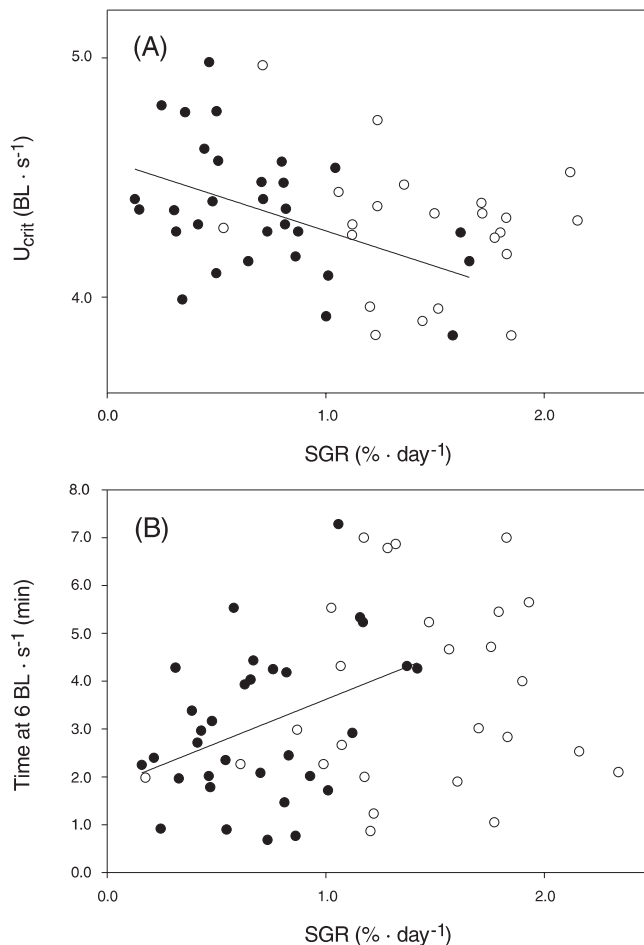 (A)
5.0
4.0
U_crit (BL · s⁻¹)
0.0 1.0 2.0
SGR (% · day⁻¹)
(B)
8.0
7.0
6.0
5.0
4.0
3.0
2.0
1.0
0.0
Time at 6 BL · s⁻¹ (min)
0.0 1.0 2.0
SGR (% · day⁻¹)